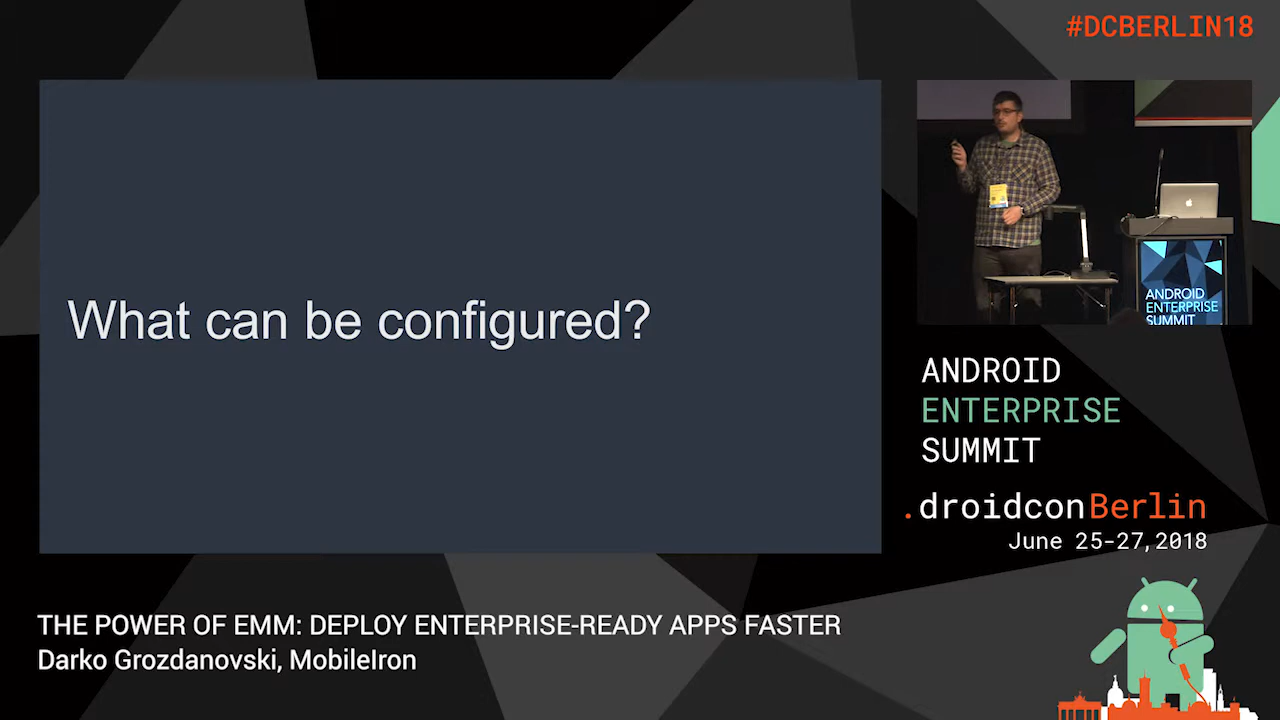 #DCBERLIN18
What can be configured?
ANDROID
ENTERPRISE
SUMMIT
ANDROID
ENTERPRISE
SUMMIT
.droidconBerlin
June 25-27, 2018
THE POWER OF EMM: DEPLOY ENTERPRISE-READY APPS FASTER
Darko Grozdanovski, MobileIron